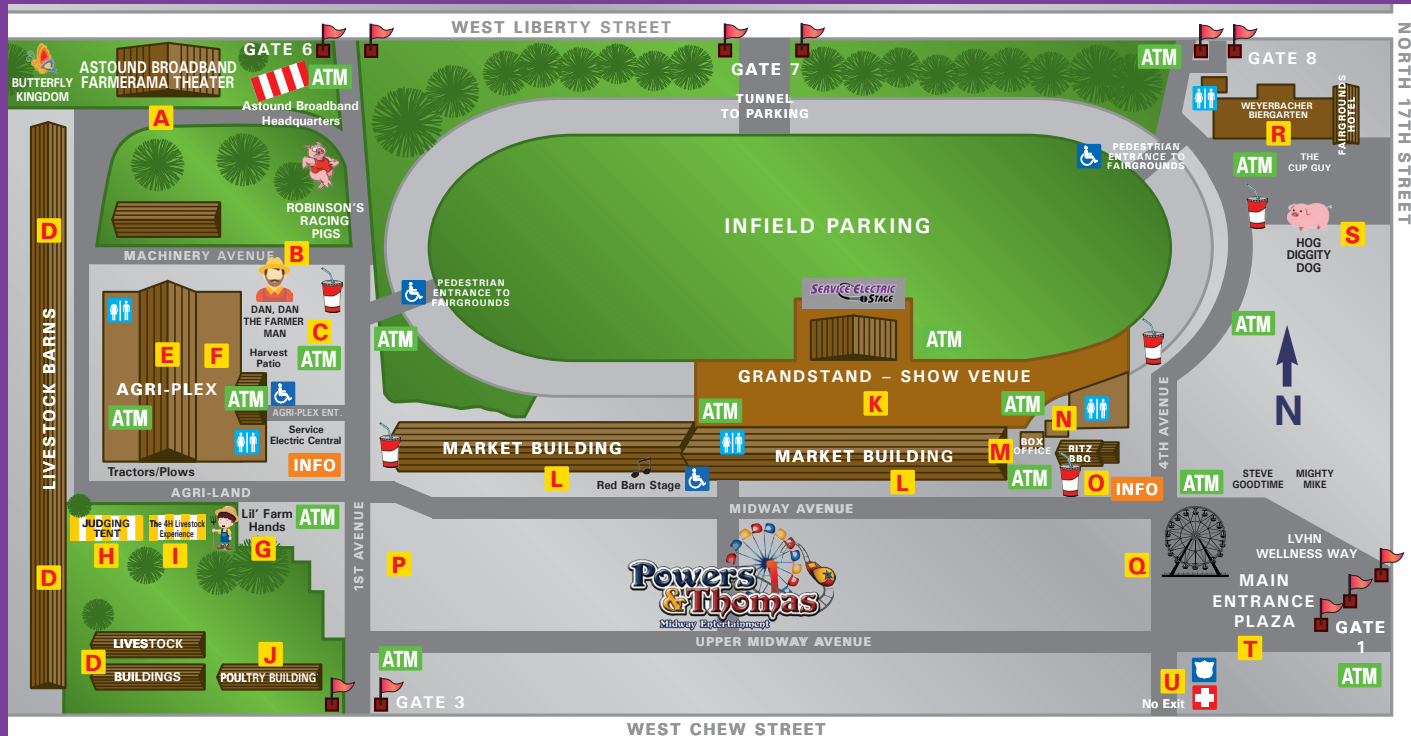 WEST LIBERTY STREET
NORTH 17TH STREET
BUTTERFLY
KINGDOM
ASTOUND BROADBAND
FARMERAMA THEATER
A
GATE 6
ATM
Astound Broadband
Headquarters
GATE 7
TUNNEL
TO PARKING
ATM
GATE 8
WEYERBACHER
BIERGARTEN
R
FAIRGROUNDS
HOTEL
ATM
THE
CUP GUY
PEDESTRIAN
ENTRANCE TO
FAIRGROUNDS
S
HOG
DIGGITY
DOG
D
LIVESTOCK BARNS
D
ROBINSON'S
RACING
PIGS
MACHINERY AVENUE
B
INFIELD PARKING
DAN, DAN
THE FARMER
MAN
C
Harvest
Patio
ATM
E
F
AGRI-PLEX
ATM
ATM
AGRI-PLEX ENT.
Service
Electric Central
INFO
Tractors/Plows
PEDESTRIAN
ENTRANCE TO
FAIRGROUNDS
ATM
SERVICE ELECTRIC
STAGE
ATM
GRANDSTAND – SHOW VENUE
K
ATM
ATM
N
ATM
N
4TH AVENUE
MARKET BUILDING
L
Red Barn Stage
MARKET BUILDING
L
M
BOX
OFFICE
RITZ
BBQ
ATM
O
INFO
ATM
STEVE
GOODTIME
MIGHTY
MIKE
AGRI-LAND
JUDGING
TENT
H
The 4H Livestock
Experience
I
Lil' Farm
Hands
G
ATM
1ST AVENUE
MIDWAY AVENUE
P
Powers
&Thomas
Midway Entertainment
Q
LVHN
WELLNESS WAY
MAIN
ENTRANCE
PLAZA
T
GATE
1
ATM
UPPER MIDWAY AVENUE
LIVESTOCK
D
BUILDINGS
J
POULTRY BUILDING
ATM
GATE 3
U
No Exit
WEST CHEW STREET